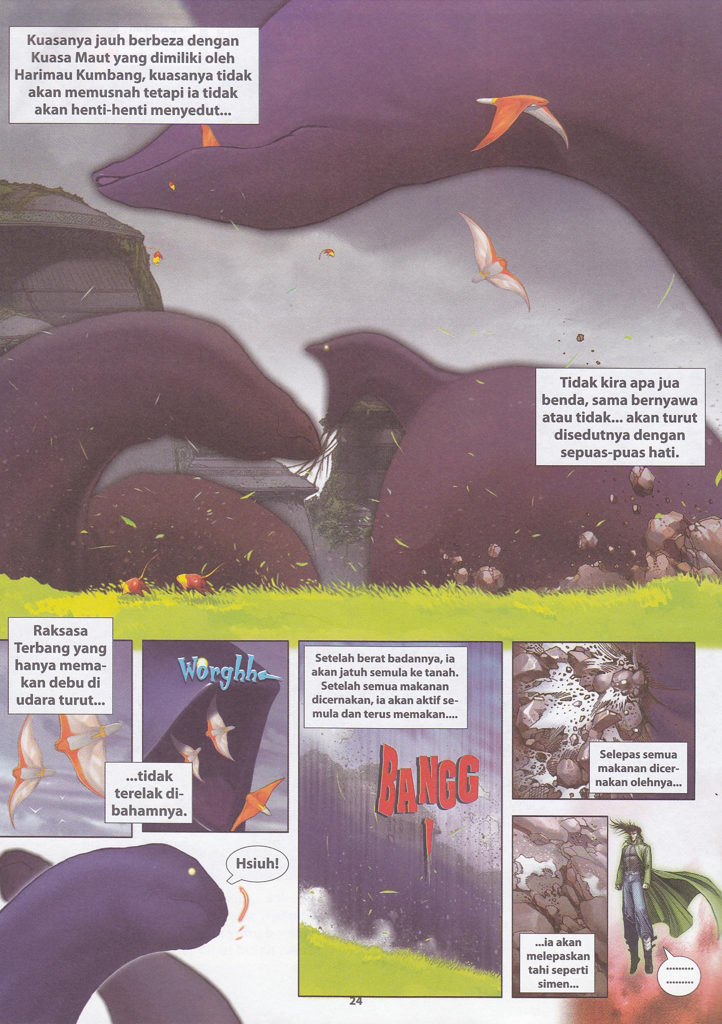 Kuasanya jauh berbeza dengan
Kuasa Maut yang dimiliki oleh
Harimau Kumbang, kuasanya tidak
akan memusnah tetapi ia tidak
akan henti-henti menyedut...
Tidak kira apa jua
benda, sama bernyawa
atau tidak... akan turut
disedutnya dengan
sepuas-puas hati.
Raksasa
Terbang yang
hanya mema-
kan debu di
udara turut...
Worghh
...tidak
terelak di-
bahamnya.
Hsiuh!
Setelah berat badannya, ia
akan jatuh semula ke tanah.
Setelah semua makanan
dicernakan, ia akan aktif se-
mula dan terus memakan....
BANGG
!
Selepas semua
makanan dicer-
nakan olehnya...
...ia akan
melepaskan
tahi seperti
simen...
.........
.........
24